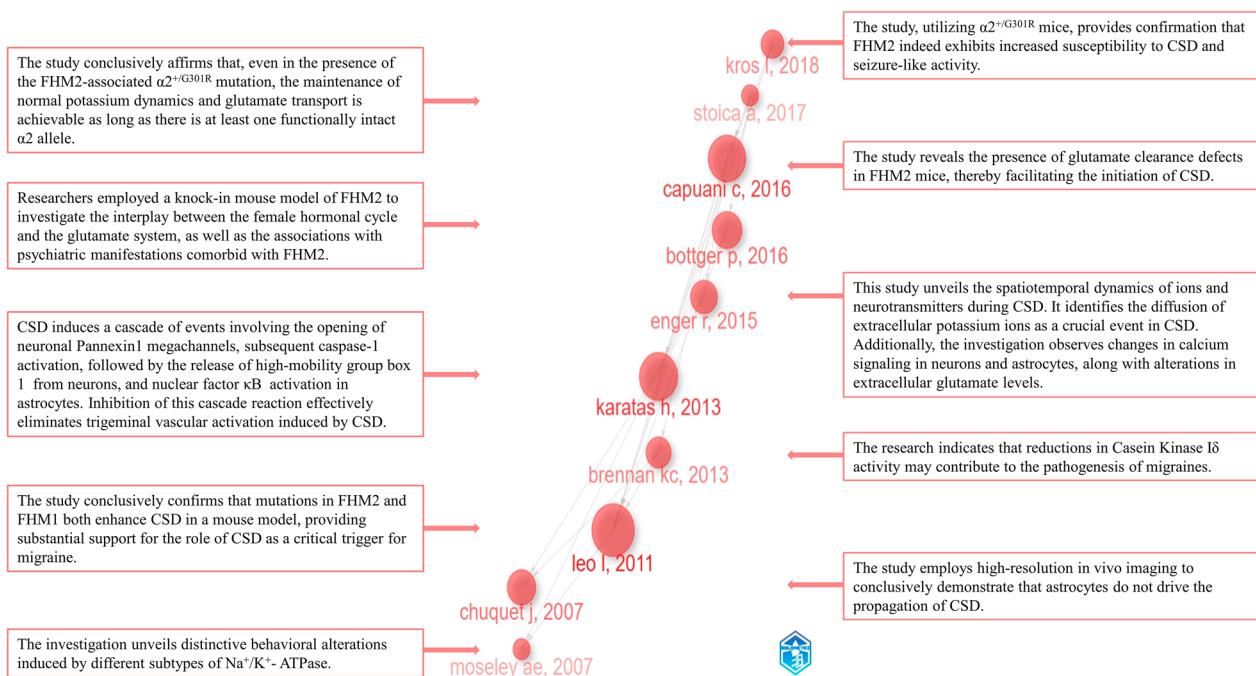 The study conclusively affirms that, even in the presence of
the FHM2-associated α2⁺/ᴳ³⁰¹ᴿ mutation, the maintenance of
normal potassium dynamics and glutamate transport is
achievable as long as there is at least one functionally intact
α2 allele.
Researchers employed a knock-in mouse model of FHM2 to
investigate the interplay between the female hormonal cycle
and the glutamate system, as well as the associations with
psychiatric manifestations comorbid with FHM2.
CSD induces a cascade of events involving the opening of
neuronal Pannexin1 megachannels, subsequent caspase-1
activation, followed by the release of high-mobility group box
1 from neurons, and nuclear factor κB activation in
astrocytes. Inhibition of this cascade reaction effectively
eliminates trigeminal vascular activation induced by CSD.
The study conclusively confirms that mutations in FHM2 and
FHM1 both enhance CSD in a mouse model, providing
substantial support for the role of CSD as a critical trigger for
migraine.
The investigation unveils distinctive behavioral alterations
induced by different subtypes of Na⁺/K⁺- ATPase.
kros l, 2018
stoica a, 2017
capuani c, 2016
bottger p, 2016
enger r, 2015
karatas h, 2013
brennan kc, 2013
leo l, 2011
chuquet j, 2007
moseley ae, 2007
The study, utilizing α2⁺/ᴳ³⁰¹ᴿ mice, provides confirmation that
FHM2 indeed exhibits increased susceptibility to CSD and
seizure-like activity.
The study reveals the presence of glutamate clearance defects
in FHM2 mice, thereby facilitating the initiation of CSD.
This study unveils the spatiotemporal dynamics of ions and
neurotransmitters during CSD. It identifies the diffusion of
extracellular potassium ions as a crucial event in CSD.
Additionally, the investigation observes changes in calcium
signaling in neurons and astrocytes, along with alterations in
extracellular glutamate levels.
The research indicates that reductions in Casein Kinase Iδ
activity may contribute to the pathogenesis of migraines.
The study employs high-resolution in vivo imaging to
conclusively demonstrate that astrocytes do not drive the
propagation of CSD.
BIBLIOMETRIX